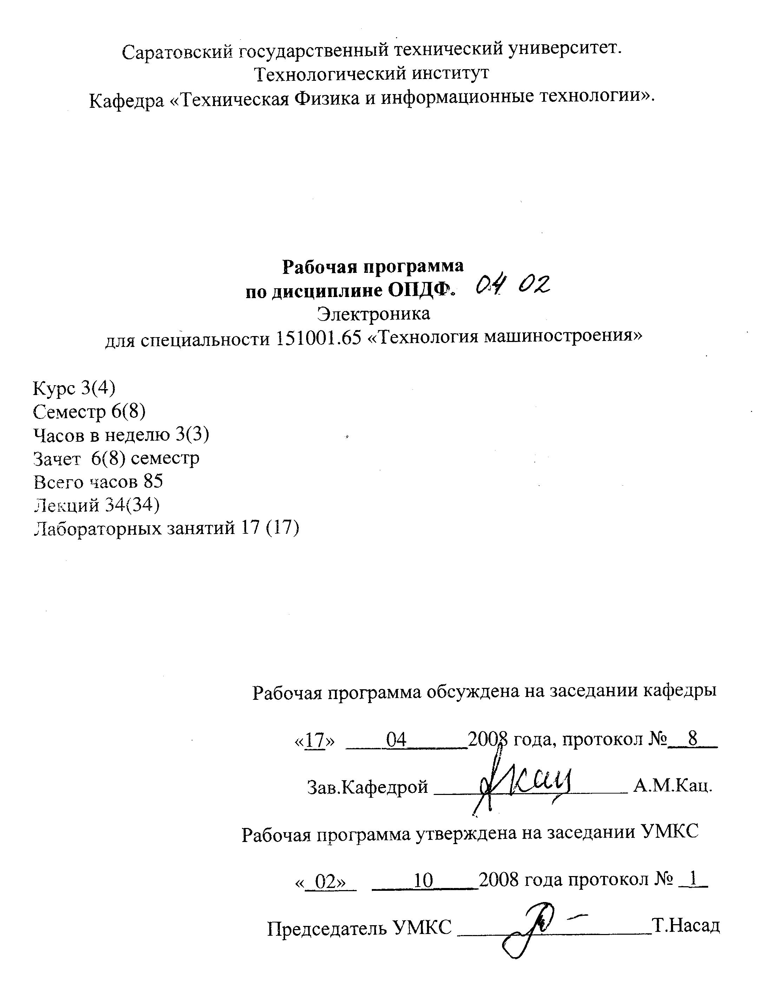 Саратовский государственный технический университет.
Технологический институт
Кафедра «Техническая Физика и информационные технологии».
Рабочая программа
по дисциплине ОПДФ. 04 02
Электроника
для специальности 151001.65 «Технология машиностроения»
Курс 3(4)
Семестр 6(8)
Часов в неделю 3(3)
Зачет 6(8) семестр
Всего часов 85
Лекций 34(34)
Лабораторных занятий 17 (17)
Рабочая программа обсуждена на заседании кафедры
«17» 04 2008 года, протокол № 8
Зав.Кафедрой Кац А.М.Кац.
Рабочая программа утверждена на заседании УМКС
«02» 10 2008 года протокол № 1
Председатель УМКС Т.Насад